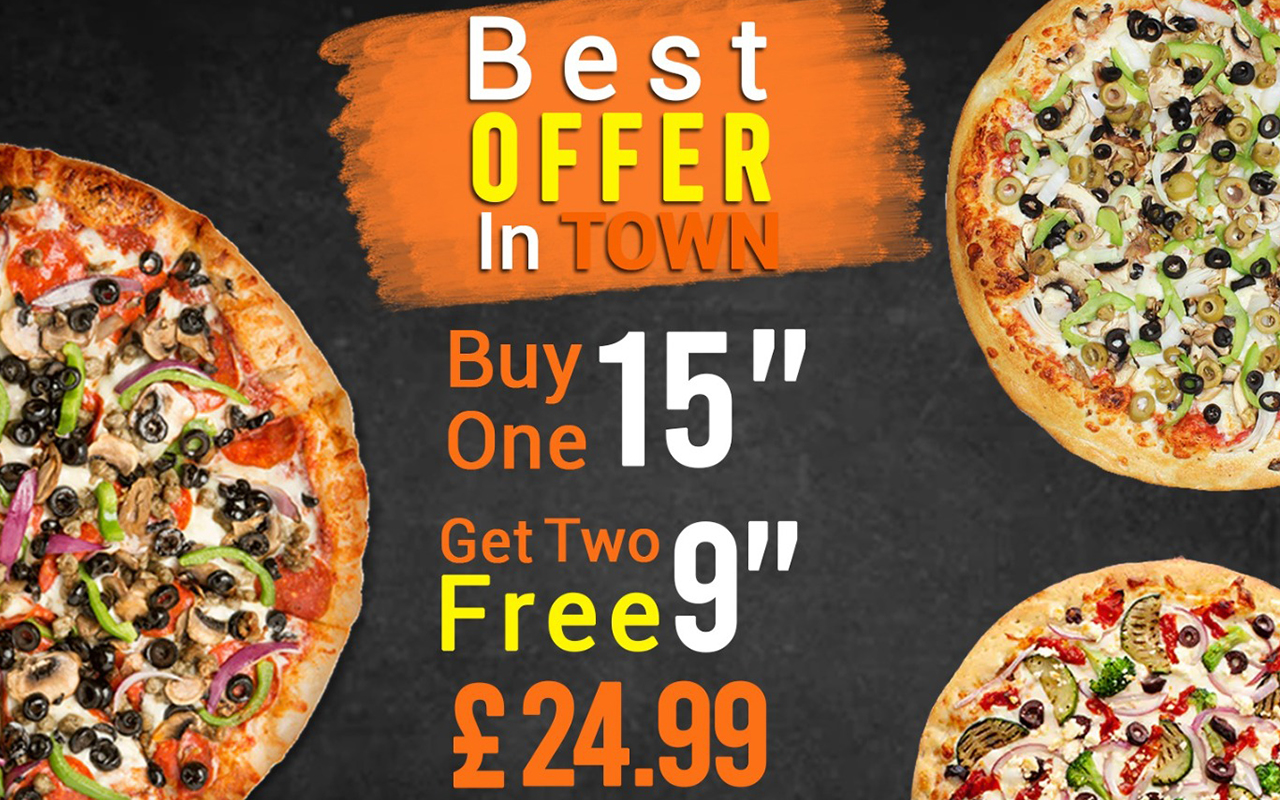 Best
OFFER
In TOWN
Buy
One 15"
Get Two
Free 9"
£24.99